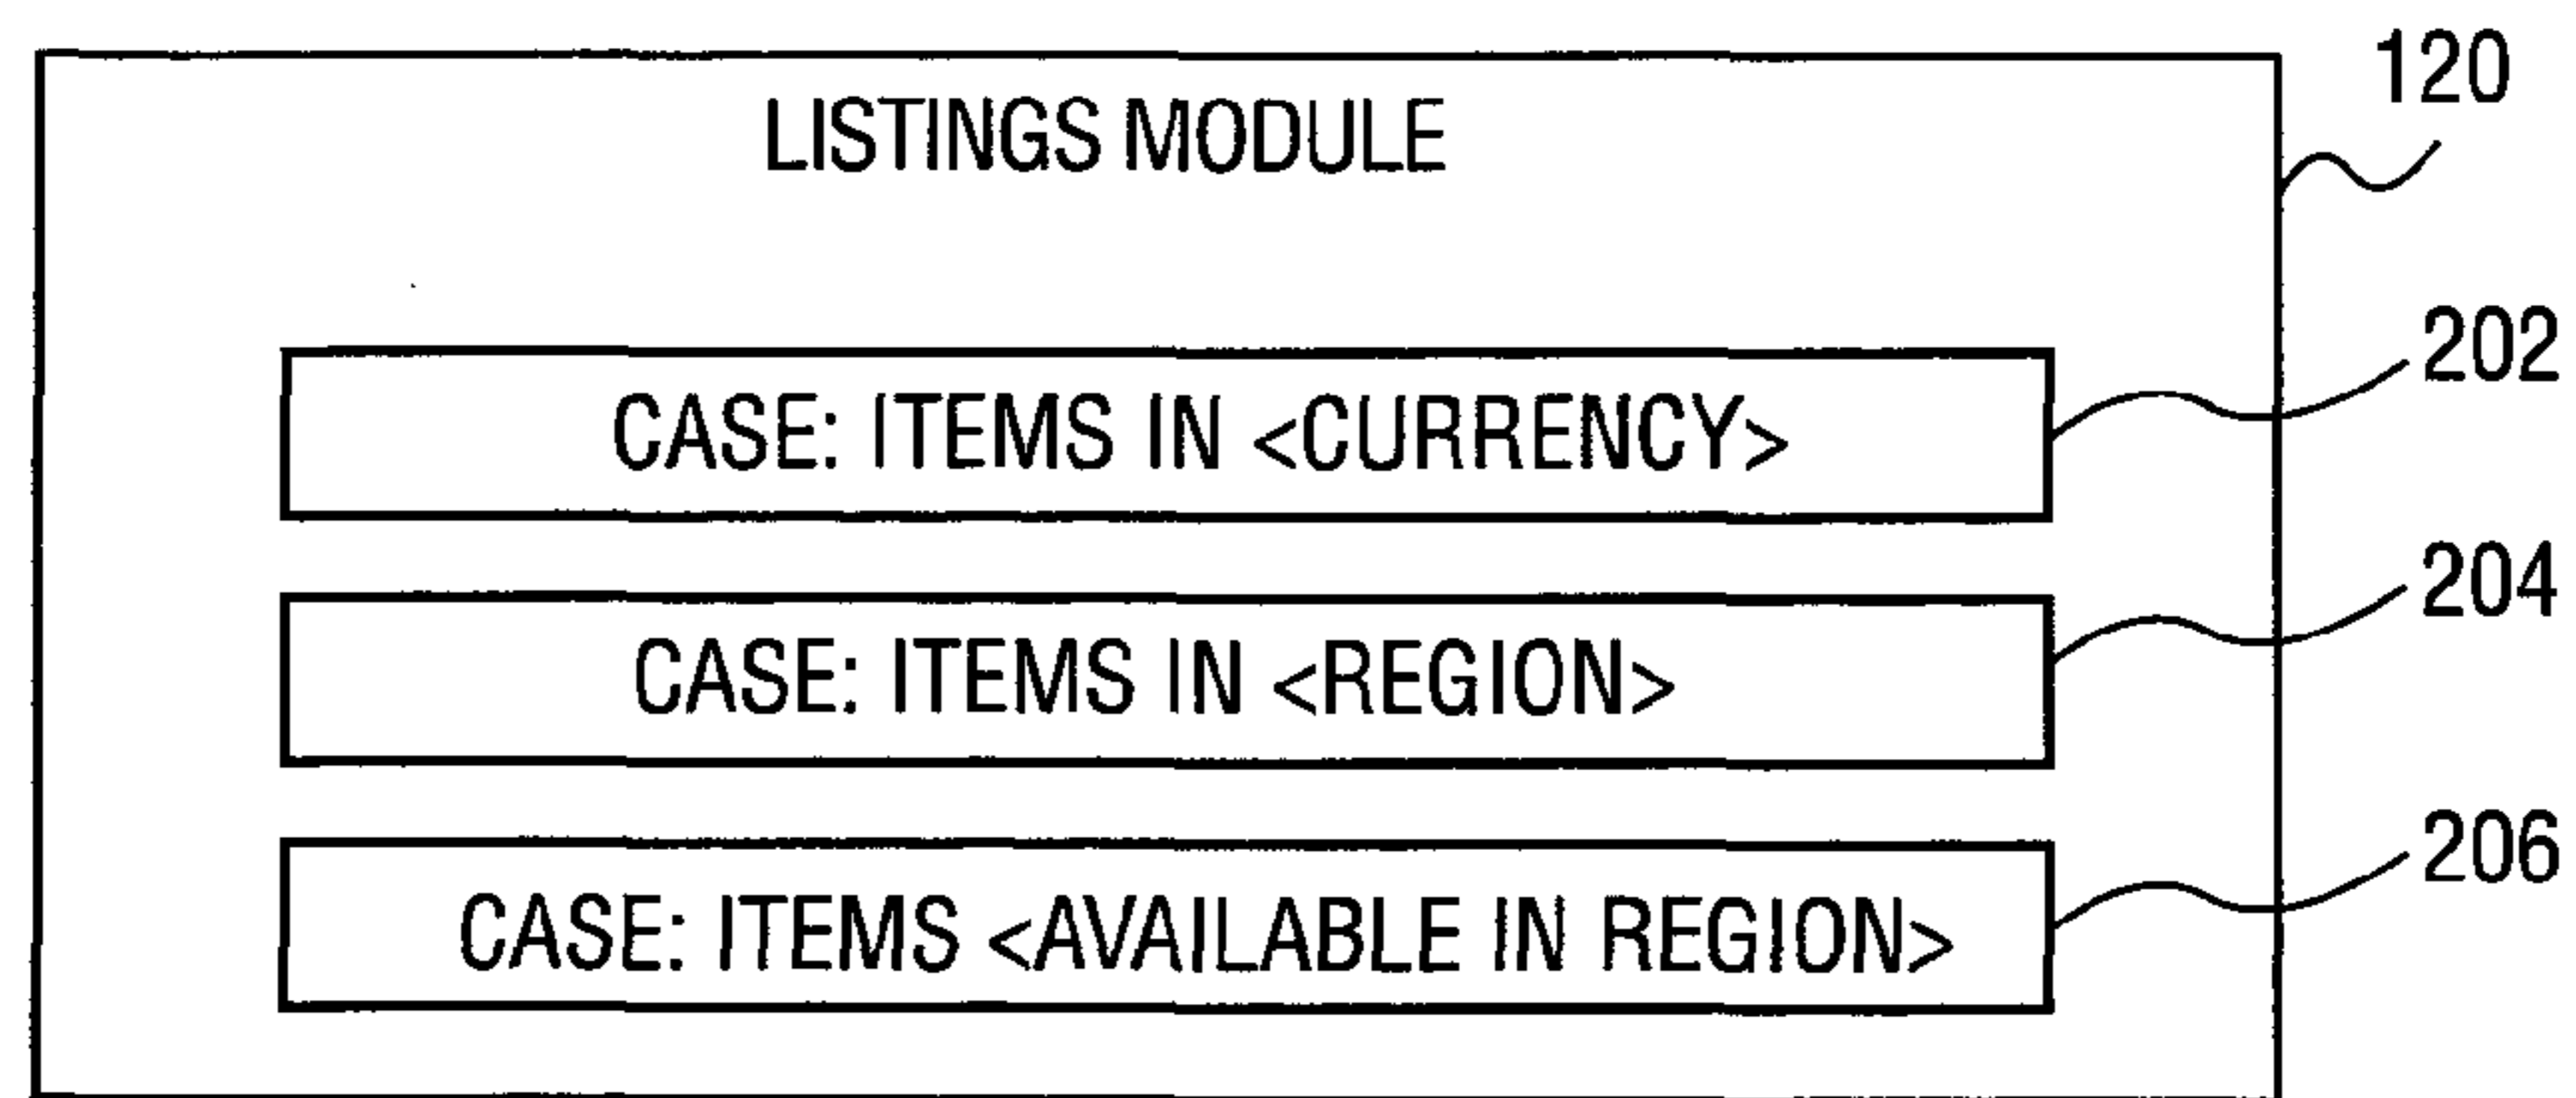 120
LISTINGS MODULE
202
CASE: ITEMS IN <CURRENCY>
204
CASE: ITEMS IN <REGION>
206
CASE: ITEMS <AVAILABLE IN REGION>